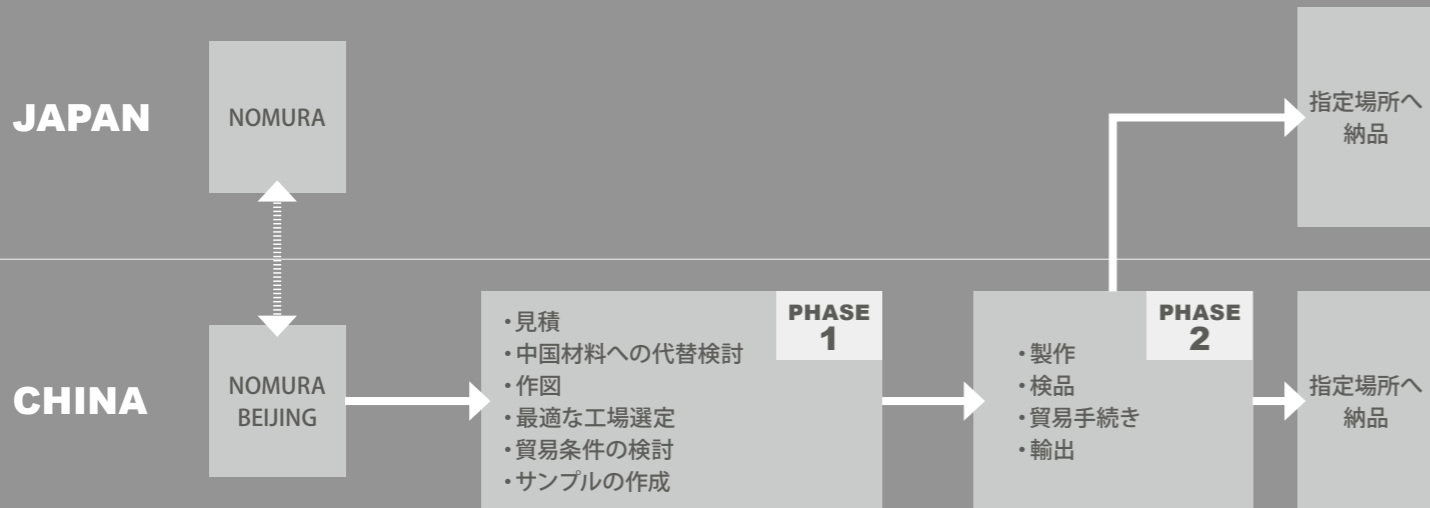 JAPAN
NOMURA
指定場所へ
納品
CHINA
NOMURA
BEIJING
・見積
・中国材料への代替検討
・作図
・最適な工場選定
・貿易条件の検討
・サンプルの作成
PHASE
1
・製作
・検品
・貿易手続き
・輸出
PHASE
2
指定場所へ
納品